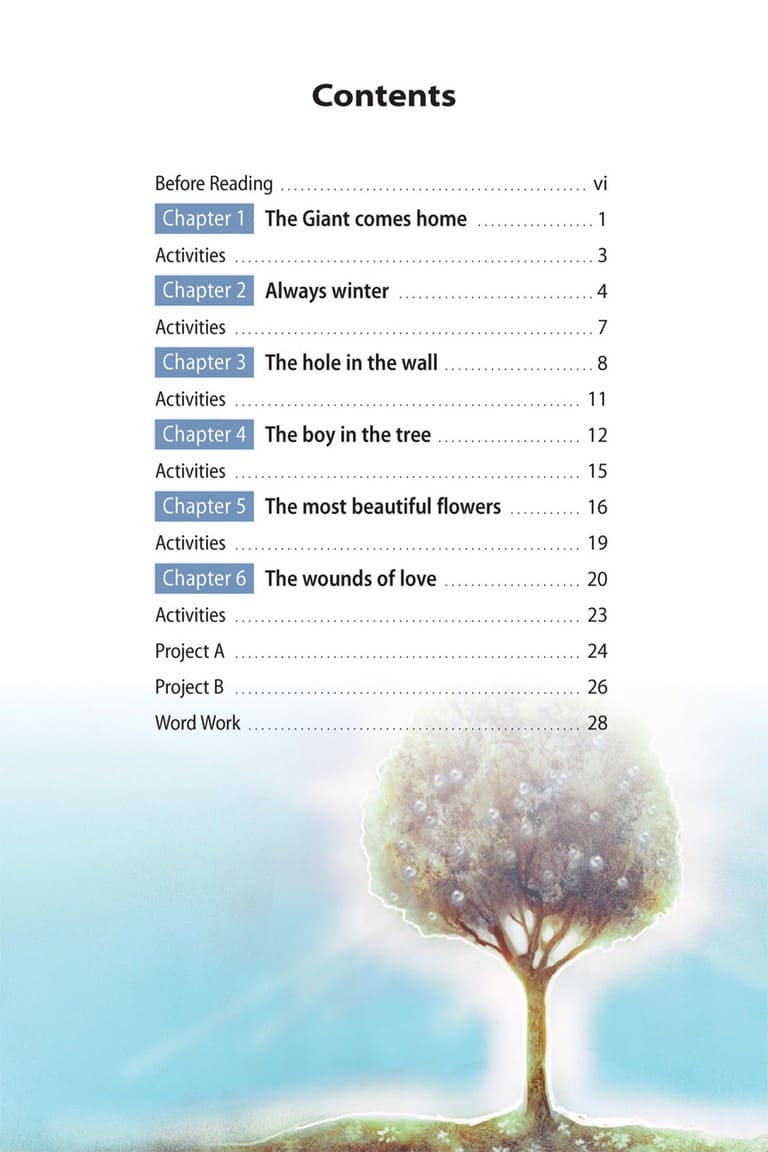 Contents
Before Reading ............................................... vi
Chapter 1 The Giant comes home .................. 1
Activities ....................................................... 3
Chapter 2 Always winter .............................. 4
Activities ....................................................... 7
Chapter 3 The hole in the wall ....................... 8
Activities ..................................................... 11
Chapter 4 The boy in the tree ...................... 12
Activities ..................................................... 15
Chapter 5 The most beautiful flowers ........... 16
Activities ..................................................... 19
Chapter 6 The wounds of love ..................... 20
Activities ..................................................... 23
Project A ..................................................... 24
Project B ..................................................... 26
Word Work ................................................... 28